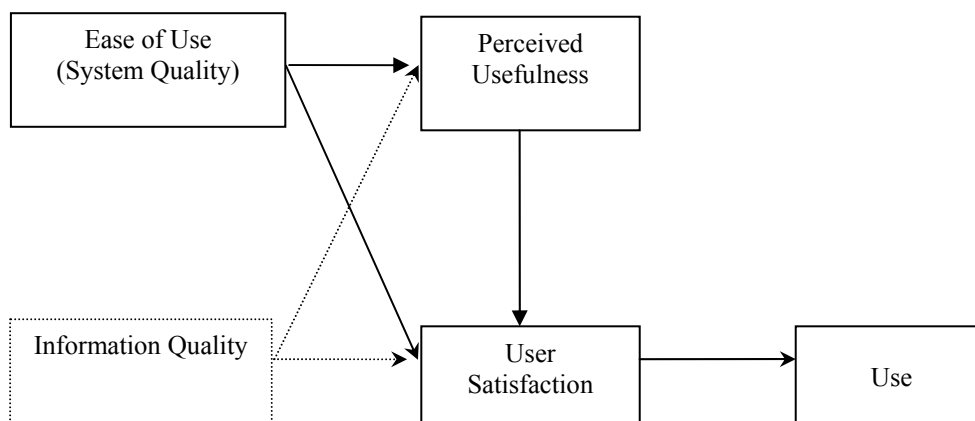 Ease of Use
(System Quality)
Perceived
Usefulness
Information Quality
User
Satisfaction
Use